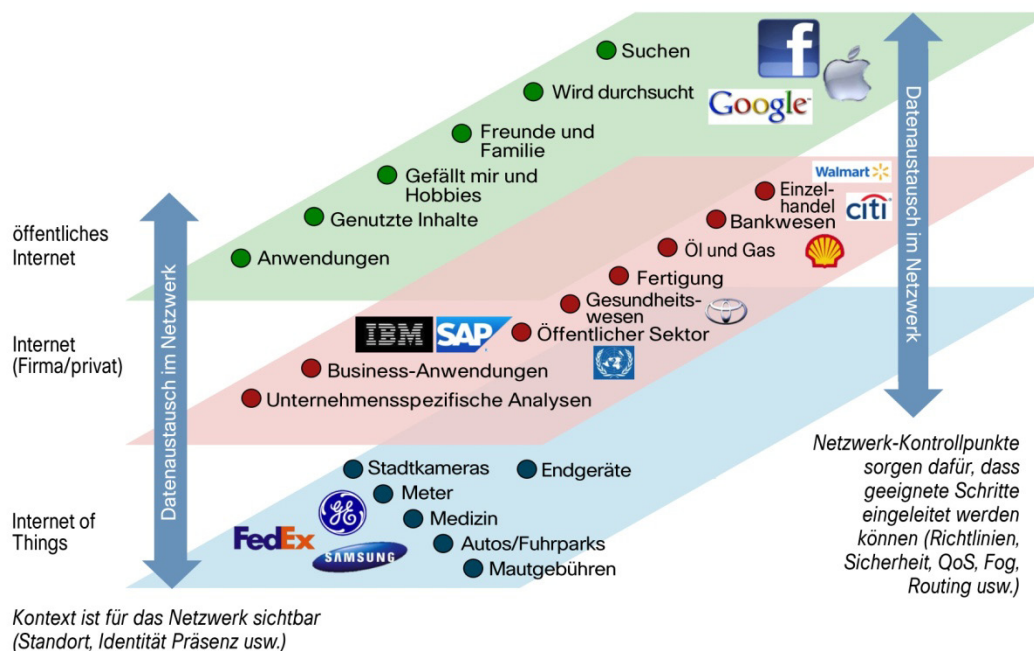 Suchen
Wird durchsucht
Freunde und
Familie
Gefällt mir und
Hobbies
Genutzte Inhalte
Anwendungen
öffentliches
Internet
f
Google
Datenaustausch im Netzwerk
Datenaustausch im Netzwerk
Walmart
Einzel-
handel
citi
Bankwesen
Öl und Gas
Fertigung
Gesundheits-
wesen
Öffentlicher Sektor
IBM
SAP
Business-Anwendungen
Unternehmensspezifische Analysen
Internet
(Firma/privat)
Stadtkameras
Endgeräte
Meter
Medizin
Autos/Fuhrparks
Mautgebühren
GE
FedEx
SAMSUNG
Internet of
Things
Netzwerk-Kontrollpunkte
sorgen dafür, dass
geeignete Schritte
eingeleitet werden
können (Richtlinien,
Sicherheit, QoS, Fog,
Routing usw.)
Kontext ist für das Netzwerk sichtbar
(Standort, Identität Präsenz usw.)